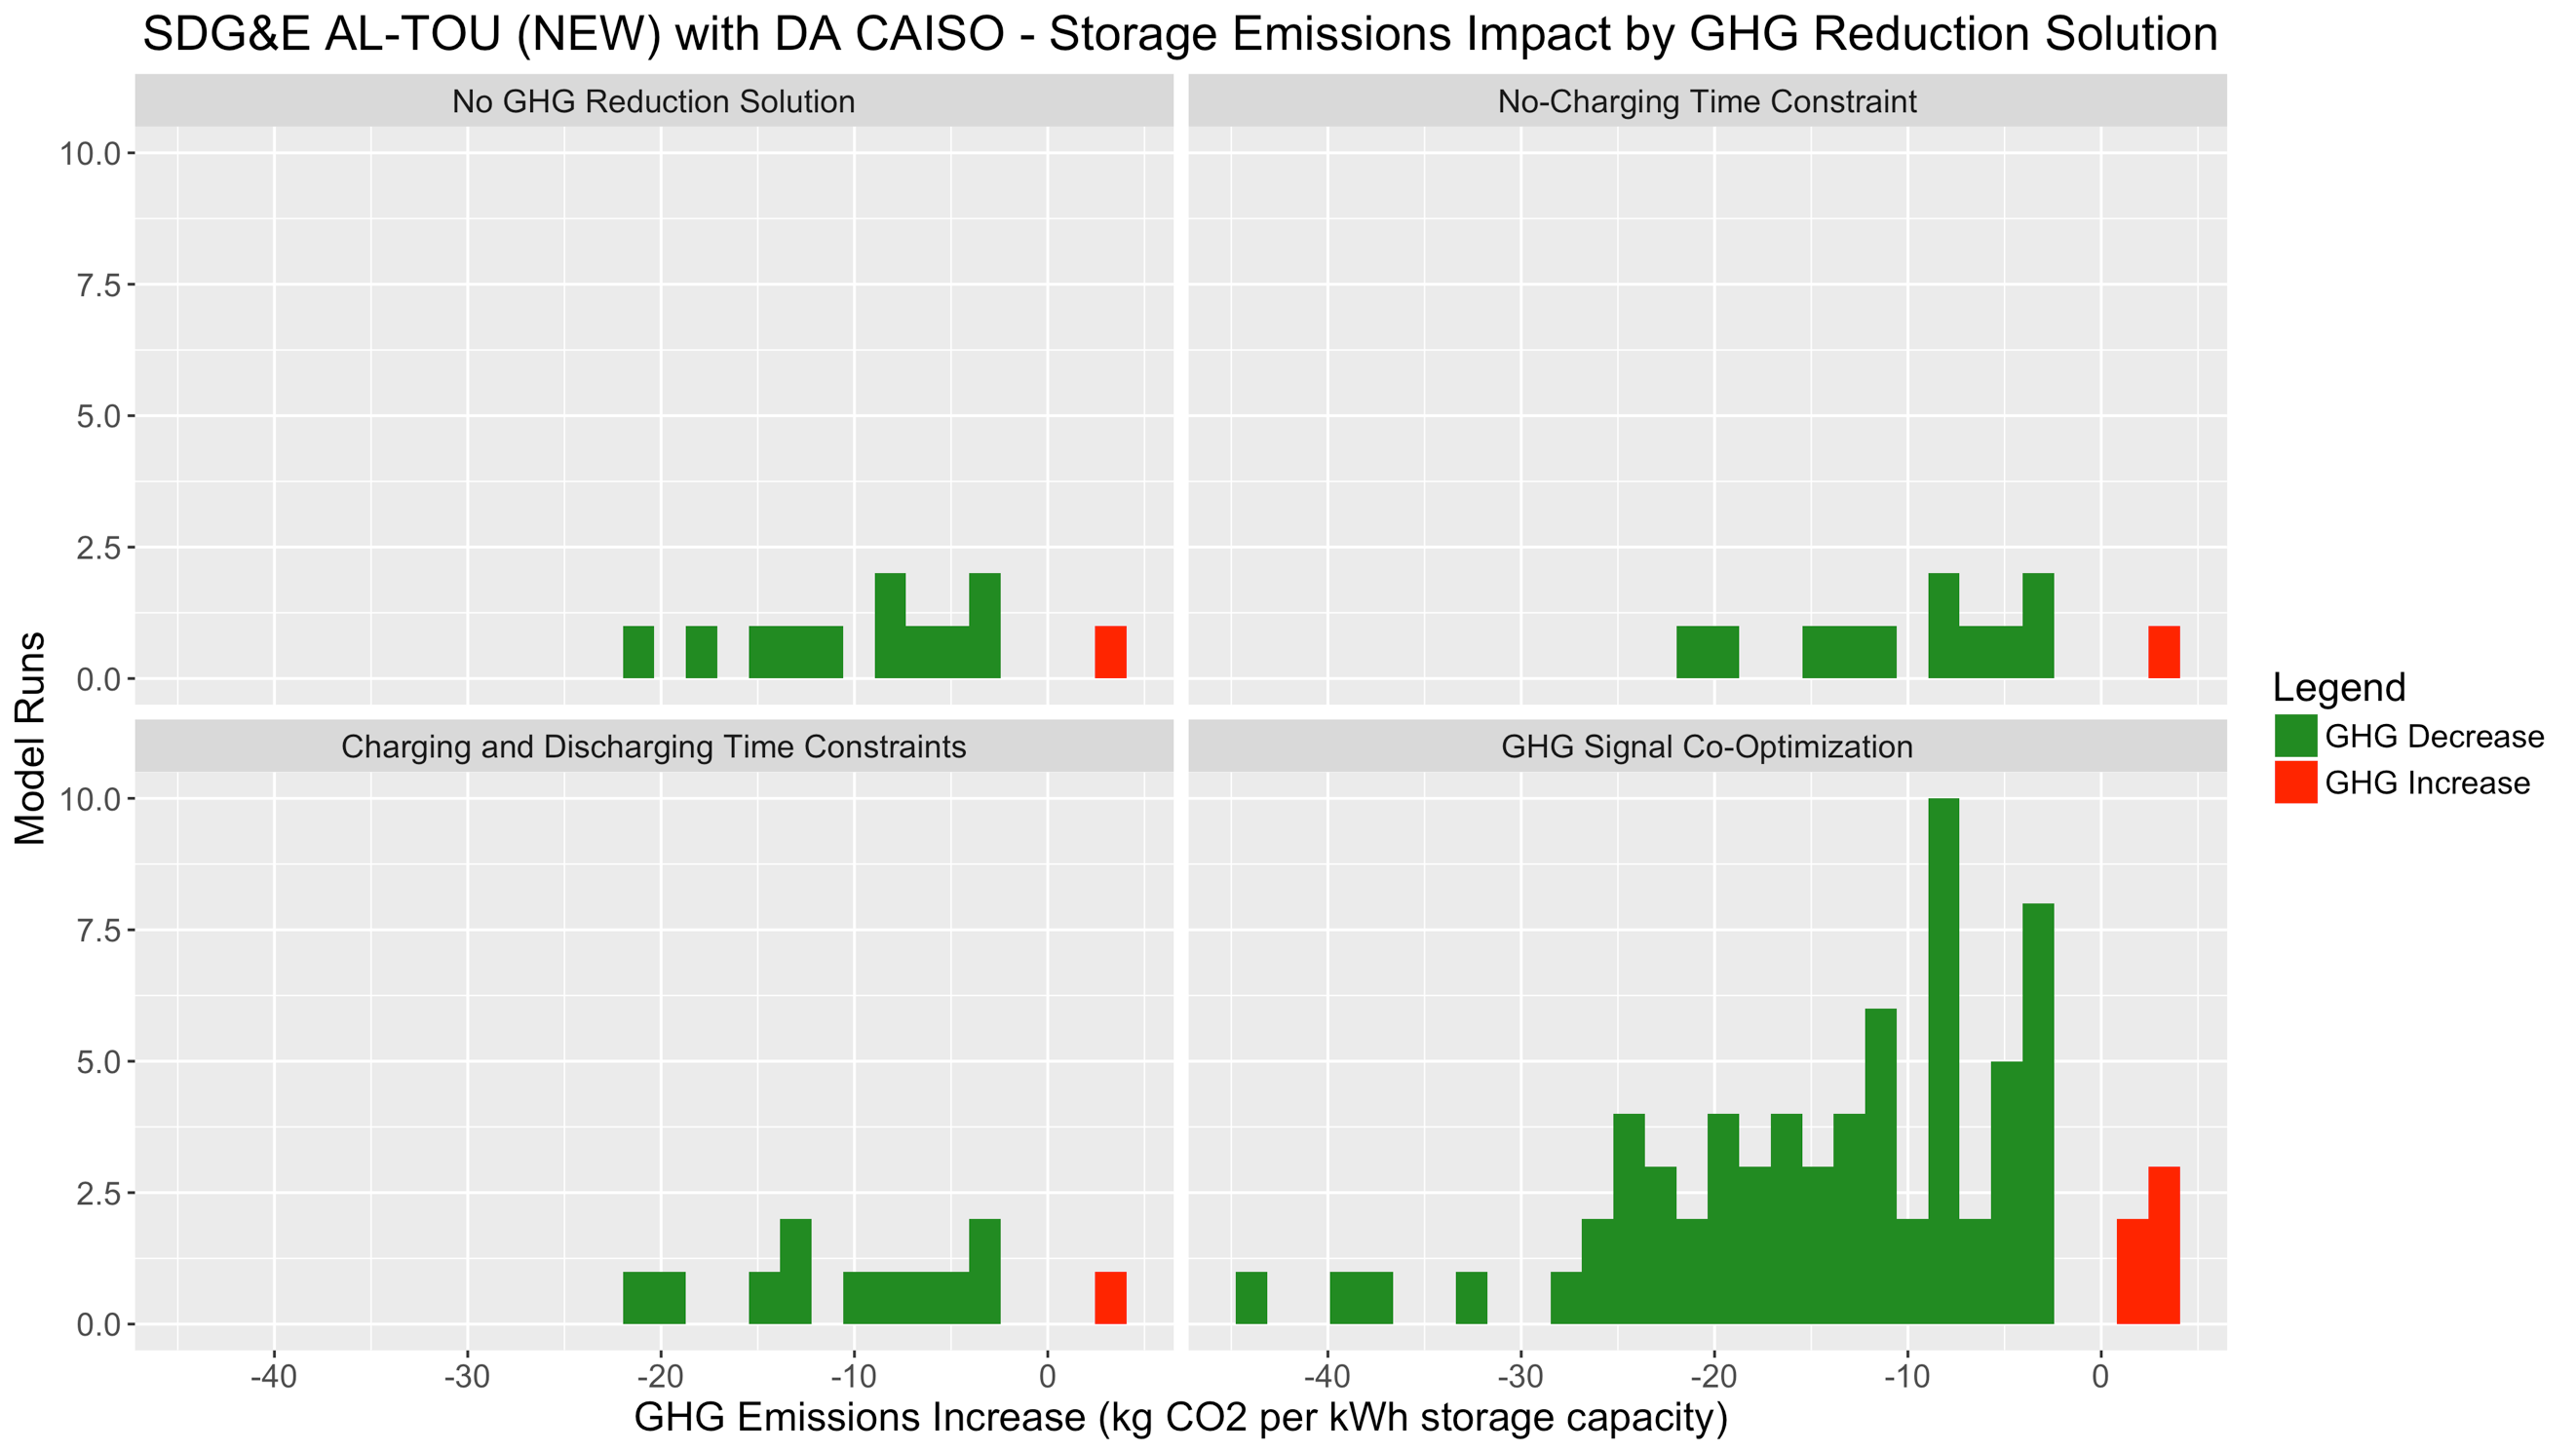 SDG&E AL-TOU (NEW) with DA CAISO - Storage Emissions Impact by GHG Reduction Solution
No GHG Reduction Solution
No-Charging Time Constraint
10.0
7.5
5.0
2.5
0.0
Model Runs
Charging and Discharging Time Constraints
GHG Signal Co-Optimization
10.0
7.5
5.0
2.5
0.0
-40 -30 -20 -10 0
-40 -30 -20 -10 0
GHG Emissions Increase (kg CO2 per kWh storage capacity)
Legend
GHG Decrease
GHG Increase